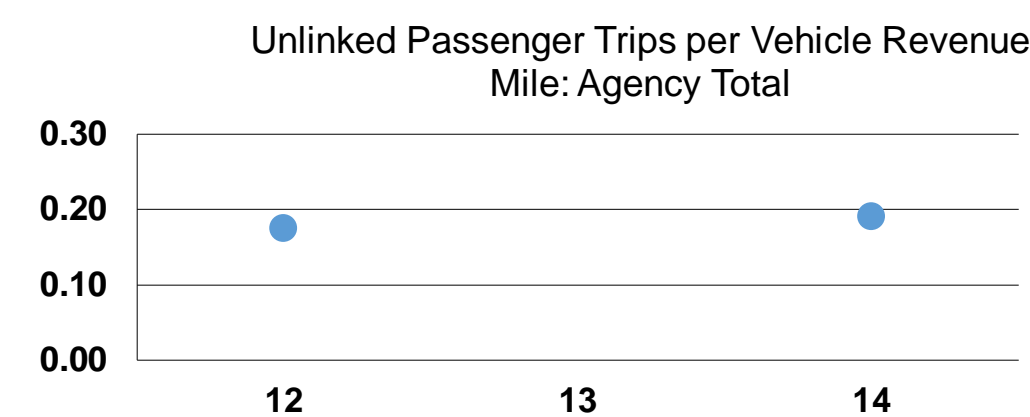 Unlinked Passenger Trips per Vehicle Revenue
Mile: Agency Total
0.30
0.20
0.10
0.00
12 13 14